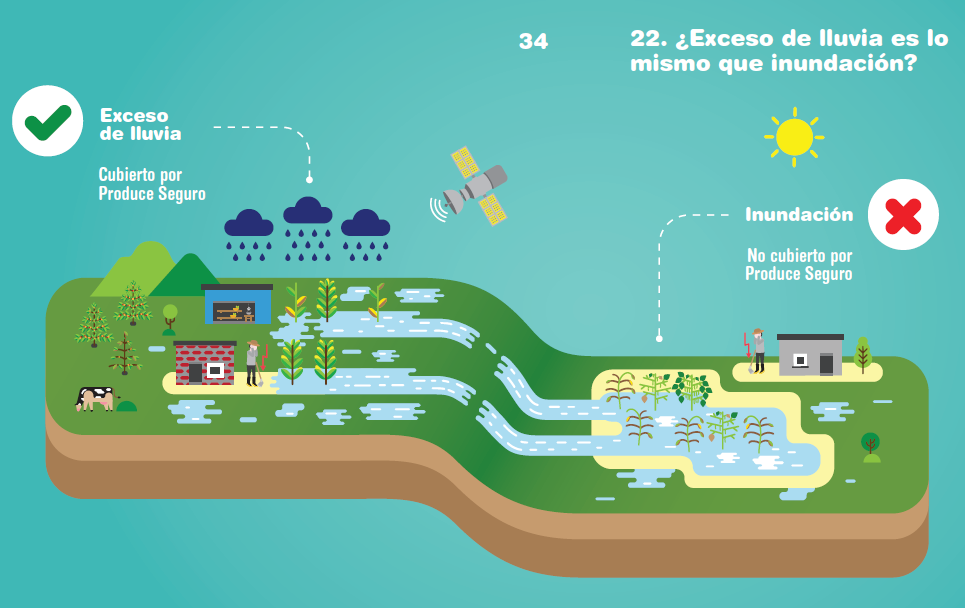 34
22. ¿Exceso de lluvia es lo
mismo que inundación?
Exceso
de lluvia
Cubierto por
Produce Seguro
Inundación
No cubierto por
Produce Seguro